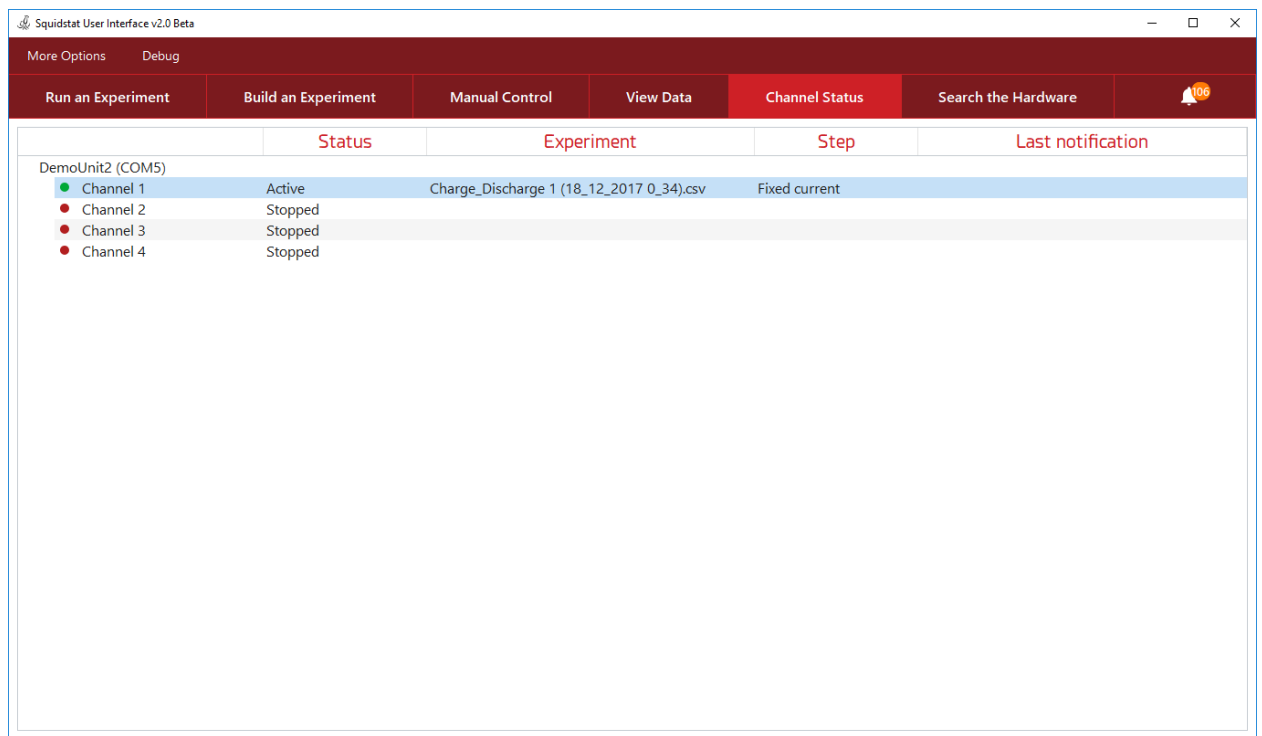 Squidstat User Interface v2.0 Beta
More Options Debug
Run an Experiment Build an Experiment Manual Control View Data Channel Status Search the Hardware 106
Status Experiment Step Last notification
DemoUnit2 (COM5)
Channel 1 Active Charge_Discharge 1 (18_12_2017 0_34).csv Fixed current
Channel 2 Stopped
Channel 3 Stopped
Channel 4 Stopped